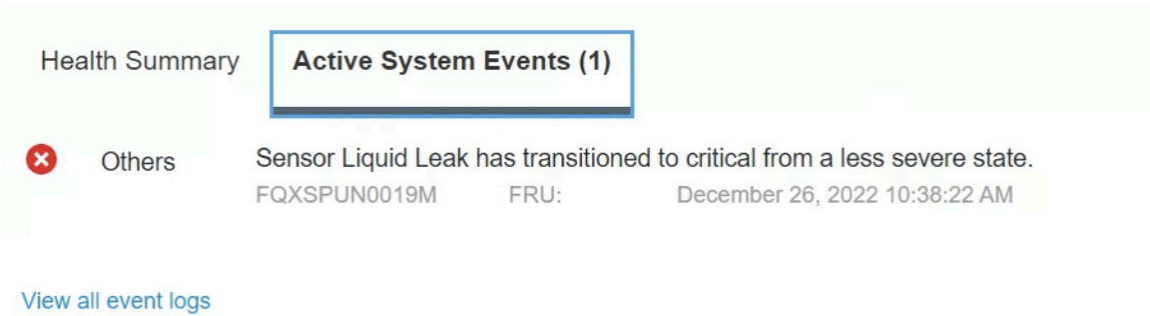 Health Summary Active System Events (1)
Others Sensor Liquid Leak has transitioned to critical from a less severe state.
FQXSPUN0019M FRU: December 26, 2022 10:38:22 AM
View all event logs